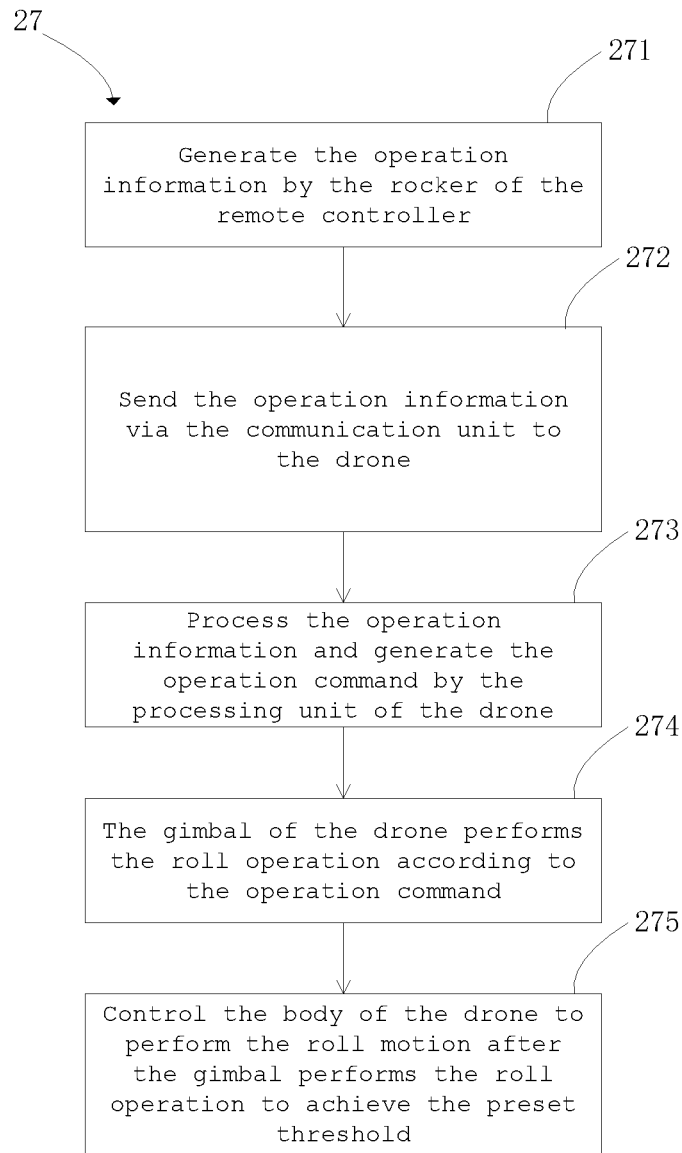 27
271
Generate the operation
information by the rocker of the
remote controller
272
Send the operation information
via the communication unit to
the drone
273
Process the operation
information and generate the
operation command by the
processing unit of the drone
274
The gimbal of the drone performs
the roll operation according to
the operation command
275
Control the body of the drone to
perform the roll motion after
the gimbal performs the roll
operation to achieve the preset
threshold